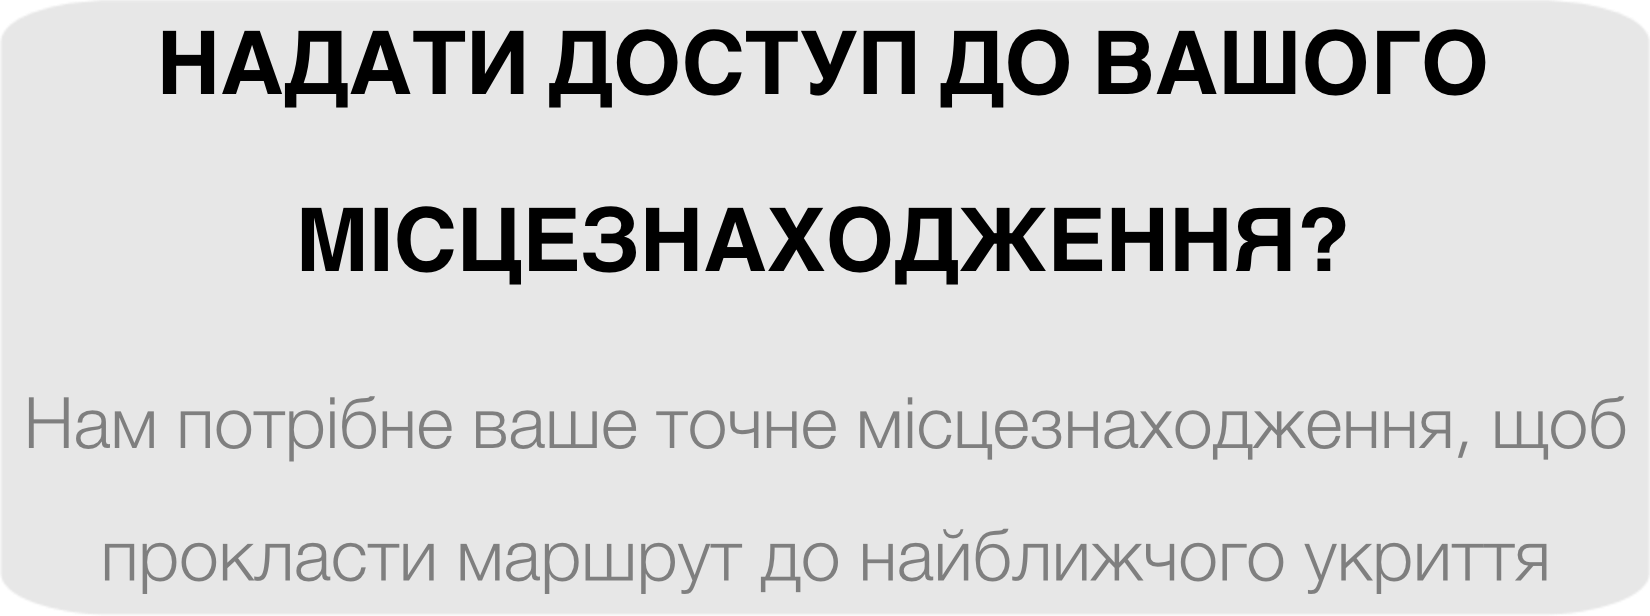 НАДАТИ ДОСТУП ДО ВАШОГО
МІСЦЕЗНАХОДЖЕННЯ?
Нам потрібне ваше точне місцезнаходження, щоб
прокласти маршрут до найближчого укриття